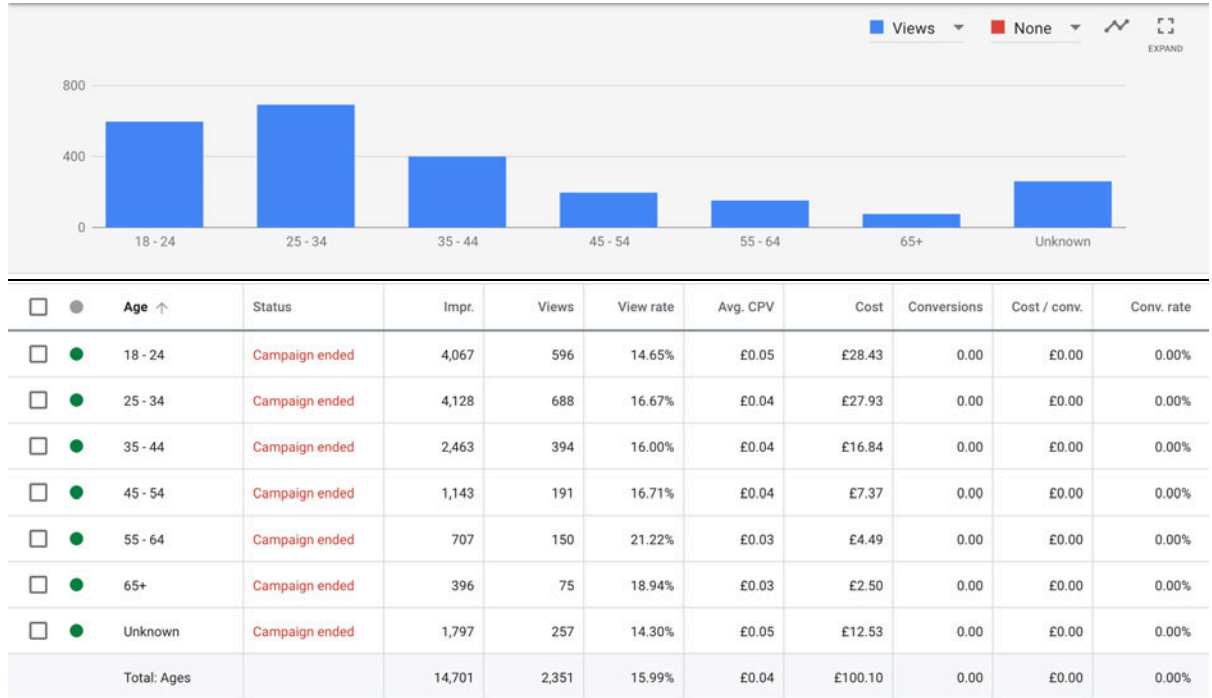 Views None
EXPAND
800
400
0
18 - 24 25 - 34 35 - 44 45 - 54 55 - 64 65+ Unknown
Age Status Impr. Views View rate Avg. CPV Cost Conversions Cost / conv. Conv. rate
18 - 24 Campaign ended 4,067 596 14.65% £0.05 £28.43 0.00 £0.00 0.00%
25 - 34 Campaign ended 4,128 688 16.67% £0.04 £27.93 0.00 £0.00 0.00%
35 - 44 Campaign ended 2,463 394 16.00% £0.04 £16.84 0.00 £0.00 0.00%
45 - 54 Campaign ended 1,143 191 16.71% £0.04 £7.37 0.00 £0.00 0.00%
55 - 64 Campaign ended 707 150 21.22% £0.03 £4.49 0.00 £0.00 0.00%
65+ Campaign ended 396 75 18.94% £0.03 £2.50 0.00 £0.00 0.00%
Unknown Campaign ended 1,797 257 14.30% £0.05 £12.53 0.00 £0.00 0.00%
Total: Ages 14,701 2,351 15.99% £0.04 £100.10 0.00 £0.00 0.00%